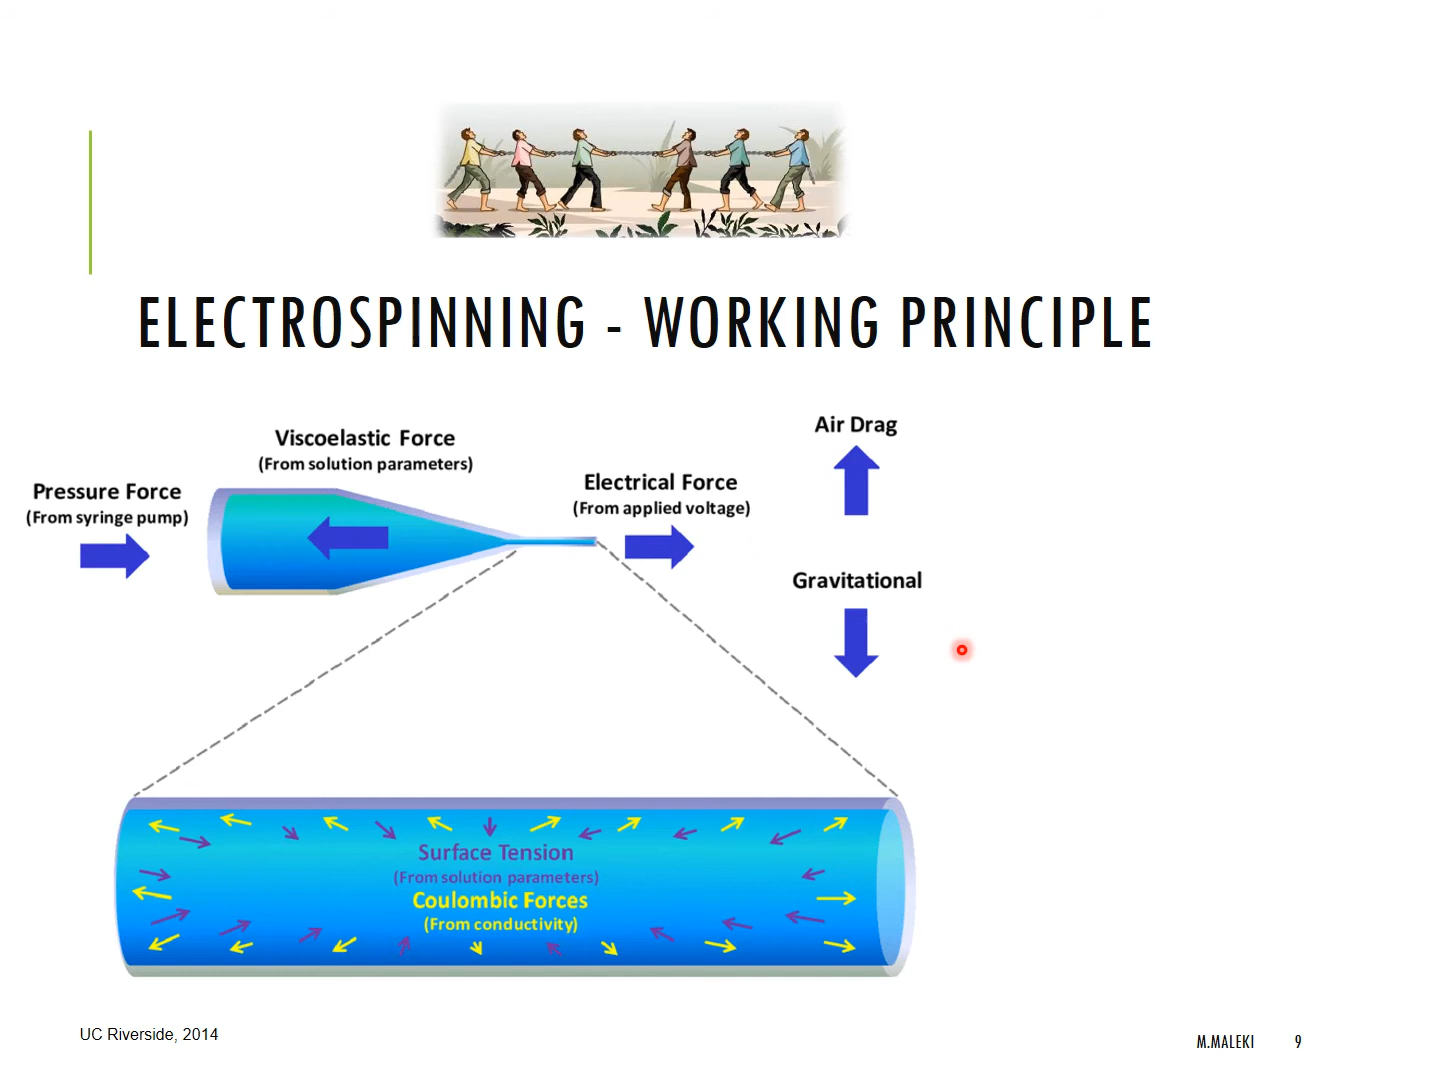 ELECTROSPINNING - WORKING PRINCIPLE
Viscoelastic Force
(From solution parameters)
Pressure Force
(From syringe pump)
Electrical Force
(From applied voltage)
Air Drag
Gravitational
Surface Tension
(From solution parameters)
Coulombic Forces
(From conductivity)
UC Riverside, 2014
M.MALEKI
9